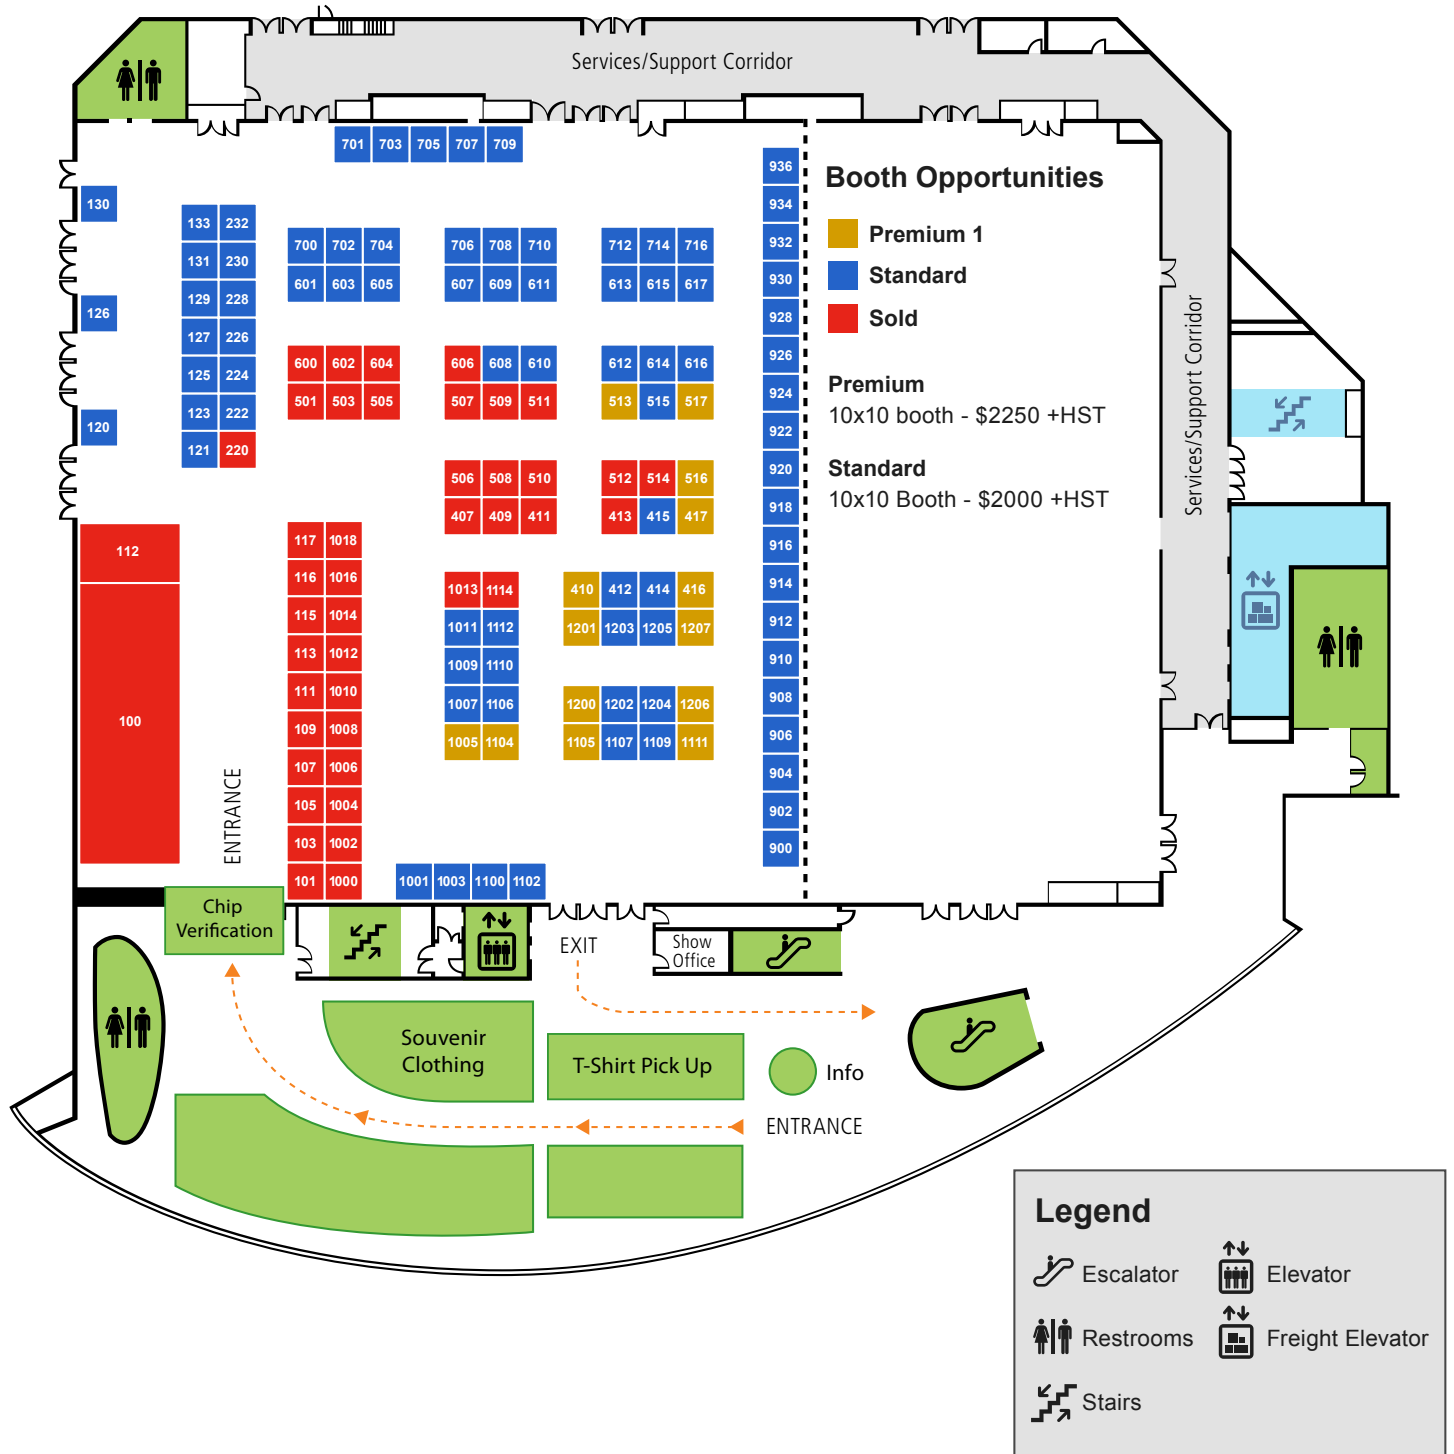 Services/Support Corridor
701 703 705 707 709
936
Booth Opportunities
130
133 232
934
700 702 704 706 708 710 712 714 716
932
Premium 1
131 230
601 603 605 607 609 611 613 615 617
930
Standard
129 228
126
928
Sold
127 226
926
600 602 604 606 608 610 612 614 616
125 224
924
Premium
10x10 booth - $2250 +HST
501 503 505 507 509 511 513 515 517
123 222
120
922
121 220
920
Standard
10x10 Booth - $2000 +HST
506 508 510 512 514 516
918
407 409 411 413 415 417
916
Services/Support Corridor
112
117 1018
116 1016
914
1013 1114
410 412 414 416
115 1014
912
1011 1112
1201 1203 1205 1207
113 1012
910
1009 1110
111 1010
908
1007 1106
1200 1202 1204 1206
100
109 1008
906
1005 1104
1105 1107 1109 1111
107 1006
904
105 1004
902
ENTRANCE
103 1002
900
101 1000
1001 1003 1100 1102
Chip
Verification
EXIT
Show
Office
Souvenir
Clothing
T-Shirt Pick Up
Info
ENTRANCE
Legend
Escalator
Elevator
Restrooms
Freight Elevator
Stairs